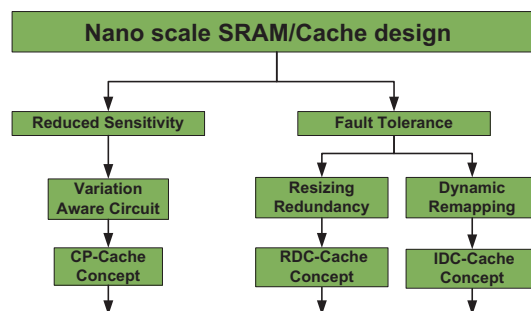 Nano scale SRAM/Cache design
Reduced Sensitivity
Fault Tolerance
Variation
Aware Circuit
Resizing
Redundancy
Dynamic
Remapping
CP-Cache
Concept
RDC-Cache
Concept
IDC-Cache
Concept